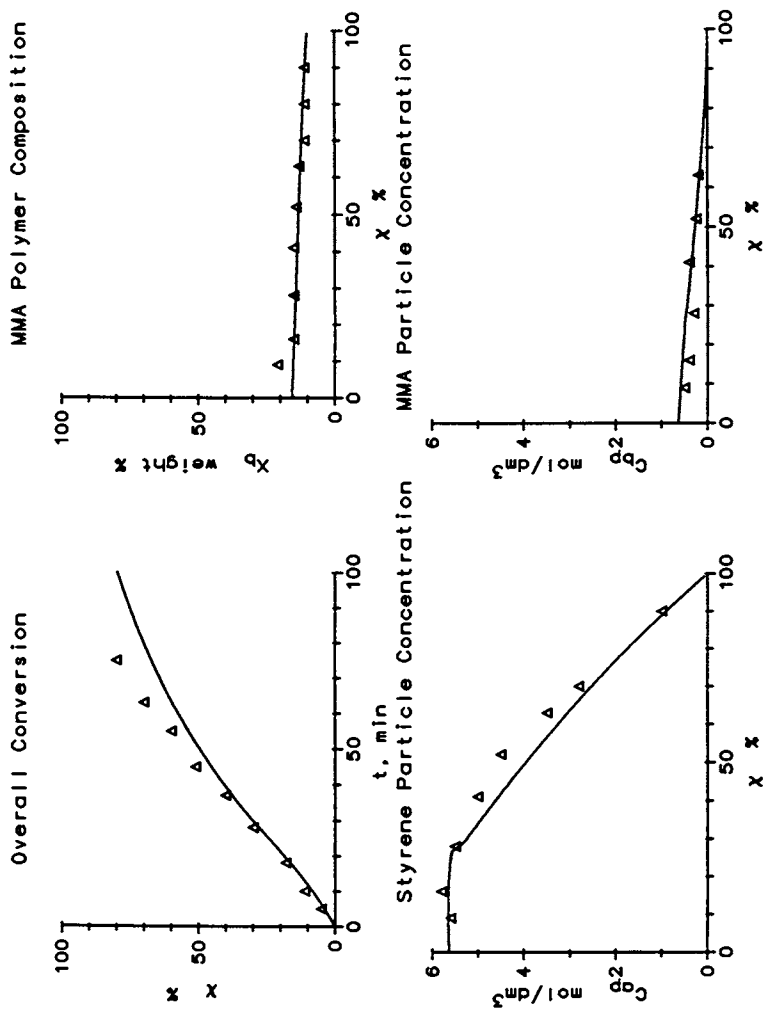 Overall Conversion
100
50
0
χ %
0
50
100
t, min
MMA Polymer Composition
100
50
0
Xb weight %
0
50
100
χ %
Styrene Particle Concentration
6
2
0
Cap mol/dm3
0
50
100
χ %
MMA Particle Concentration
6
2
0
Cbp mol/dm3
0
50
100
χ %